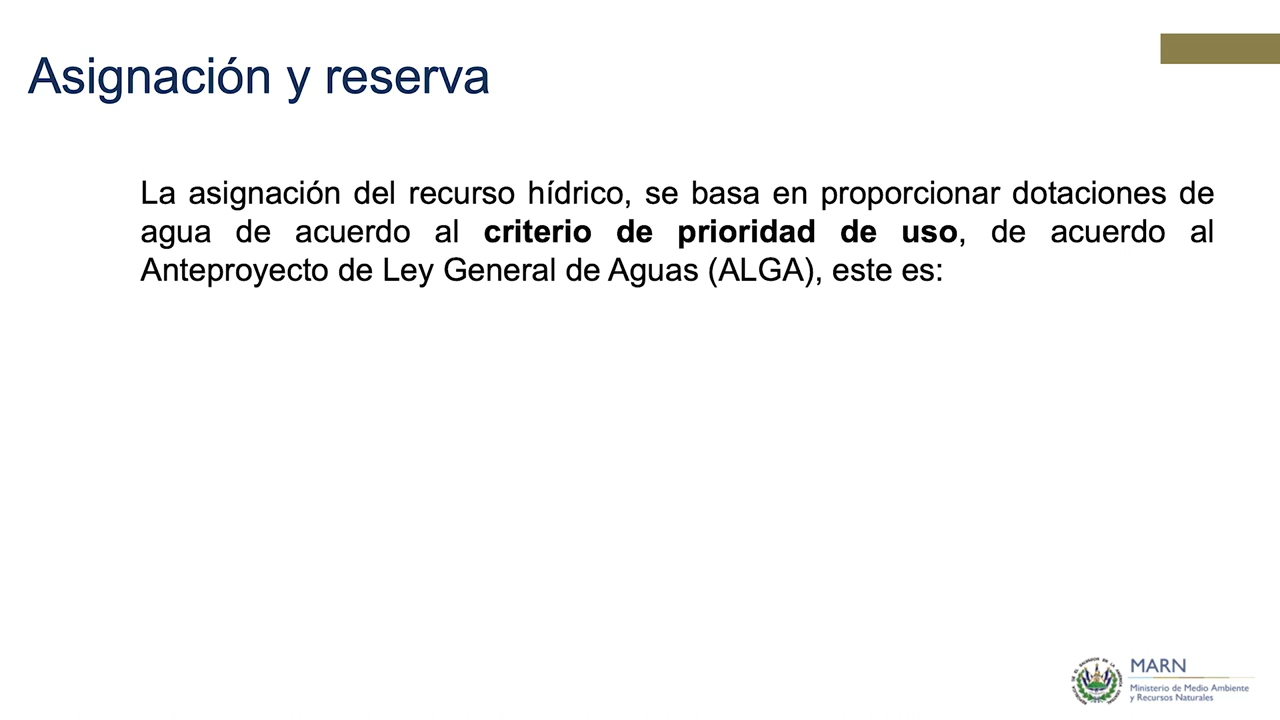 Asignación y reserva
La asignación del recurso hídrico, se basa en proporcionar dotaciones de
agua de acuerdo al criterio de prioridad de uso, de acuerdo al
Anteproyecto de Ley General de Aguas (ALGA), este es:
MARN
Ministerio de Medio Ambiente
y Recursos Naturales